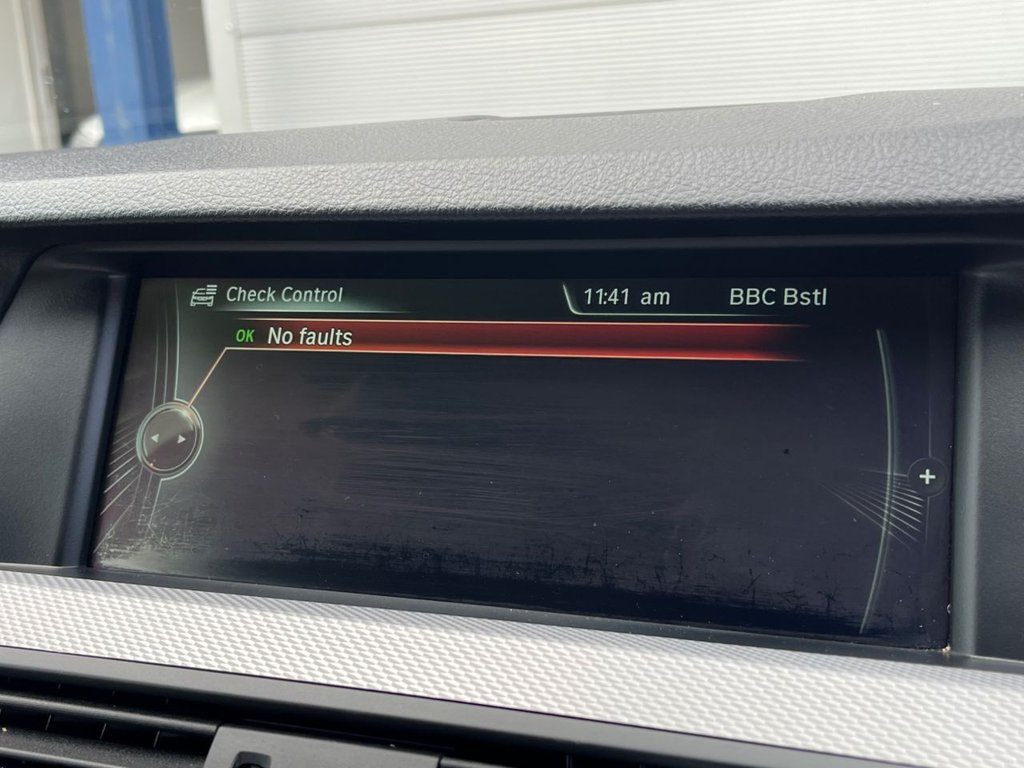 Check Control 11:41 am BBC Bstl
OK No faults